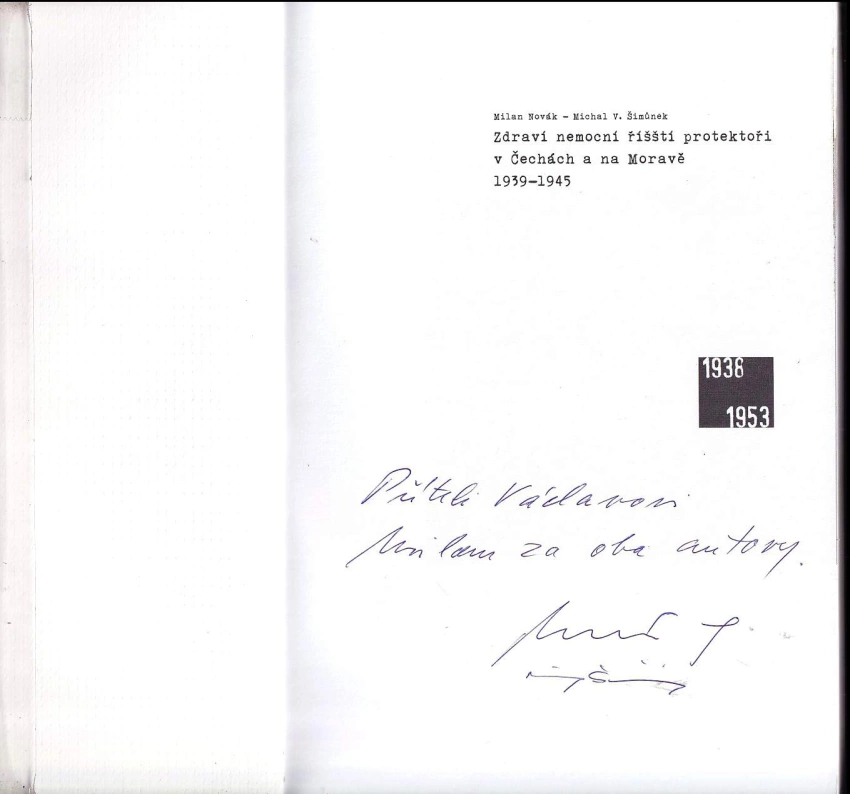 Milan Novák – Michal V. Šimůnek
Zdraví nemocní říšští protektoři
v Čechách a na Moravě
1939–1945
1938
1953
Příteli Václavovi
Milan za oba autory.